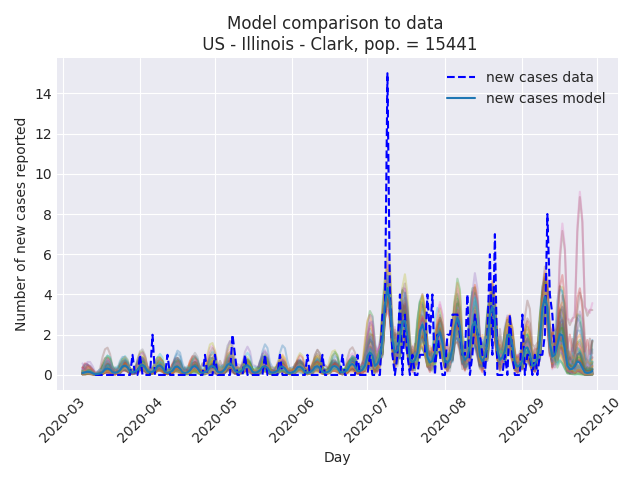 Model comparison to data
US - Illinois - Clark, pop. = 15441
new cases data
new cases model
Number of new cases reported
14
12
10
8
6
4
2
0
2020-03
2020-04
2020-05
2020-06
2020-07
2020-08
2020-09
2020-10
Day